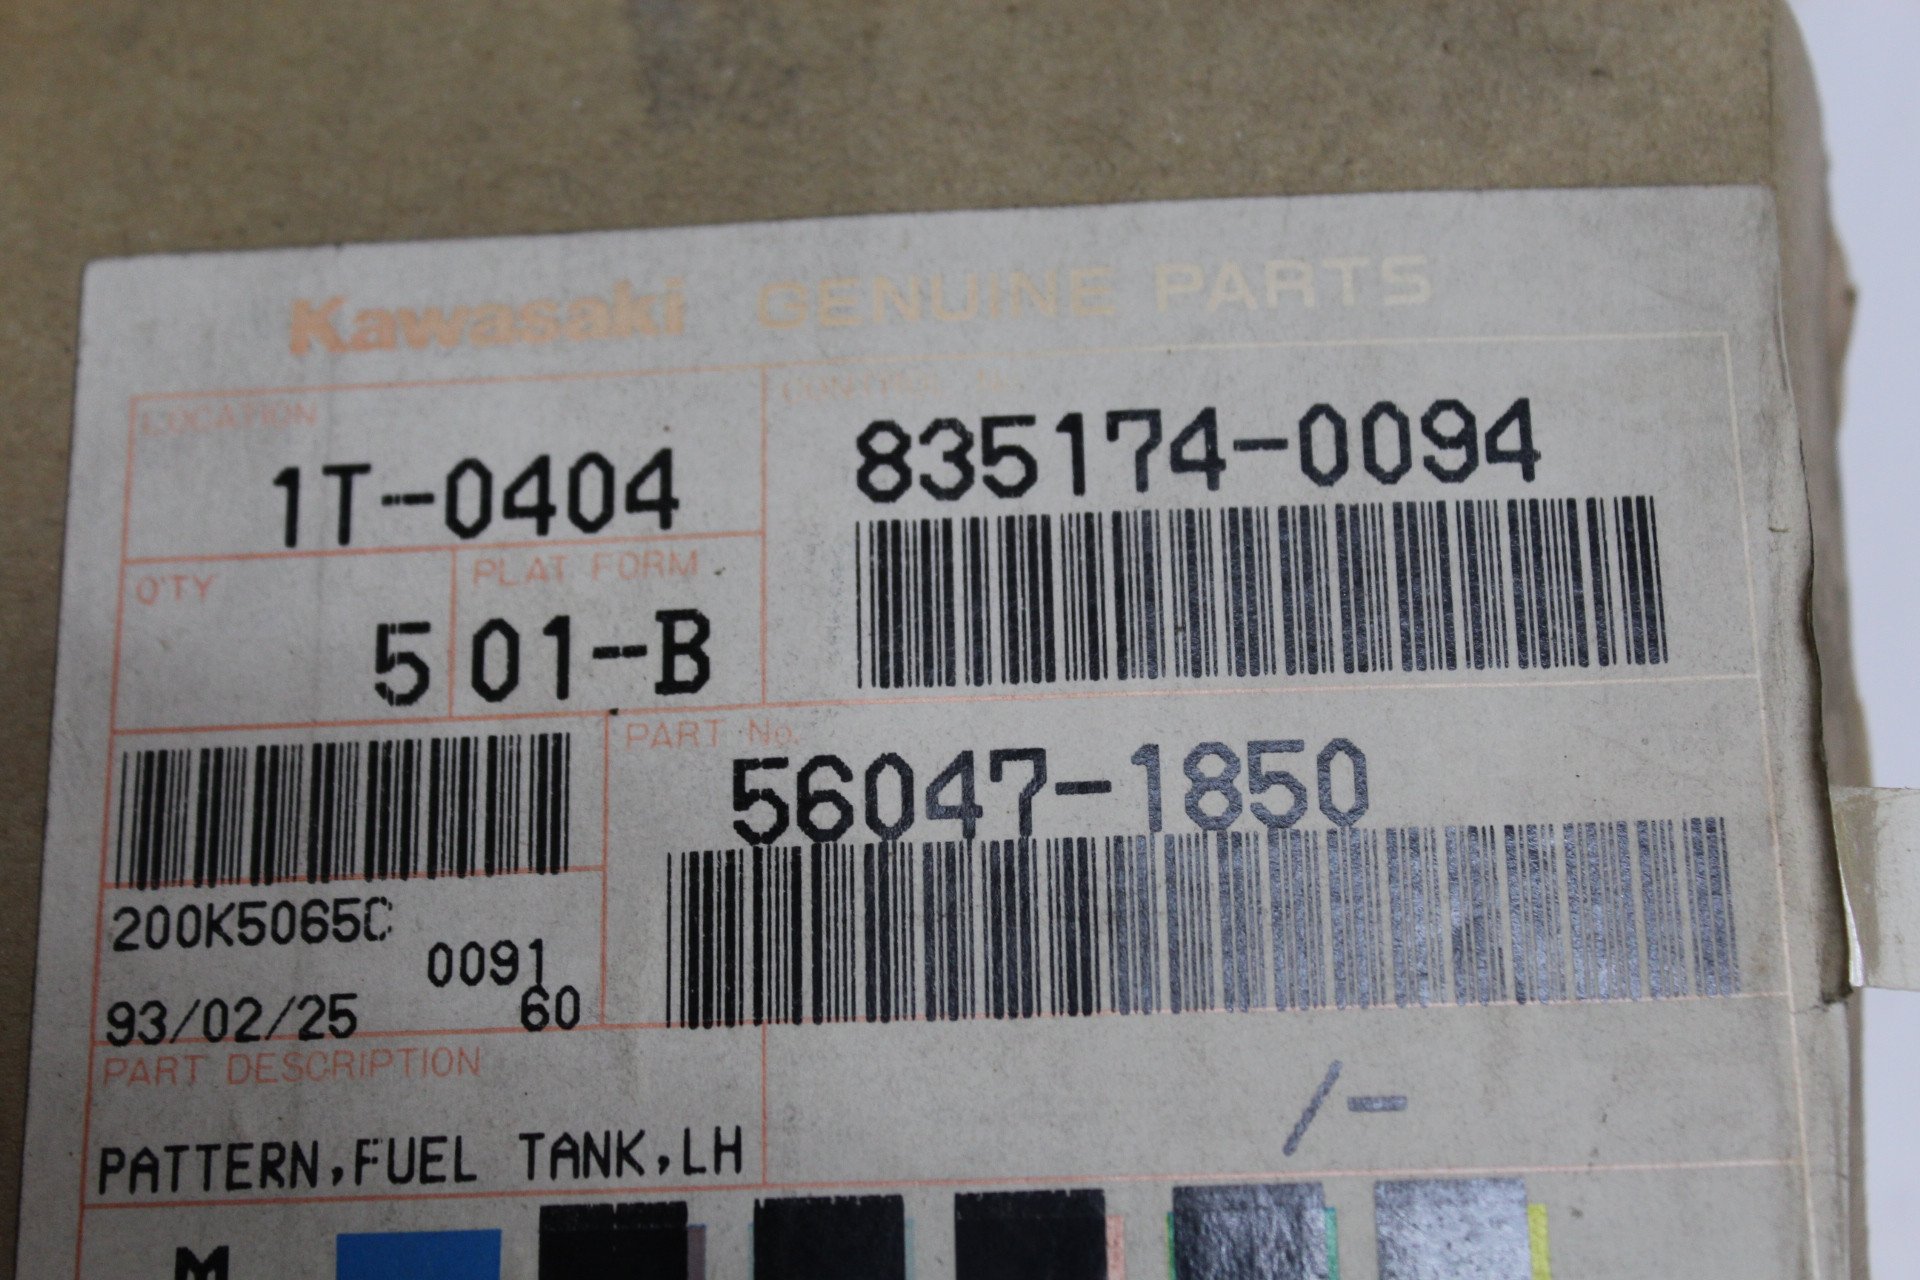 Kawasaki GENUINE PARTS
LOCATION
1T-0404
CONTROL No.
835174-0094
Q'TY
5
PLAT FORM
01-B
PART No.
56047-1850
200K5065C
0091
93/02/25
60
PART DESCRIPTION
PATTERN,FUEL TANK,LH
/-
M